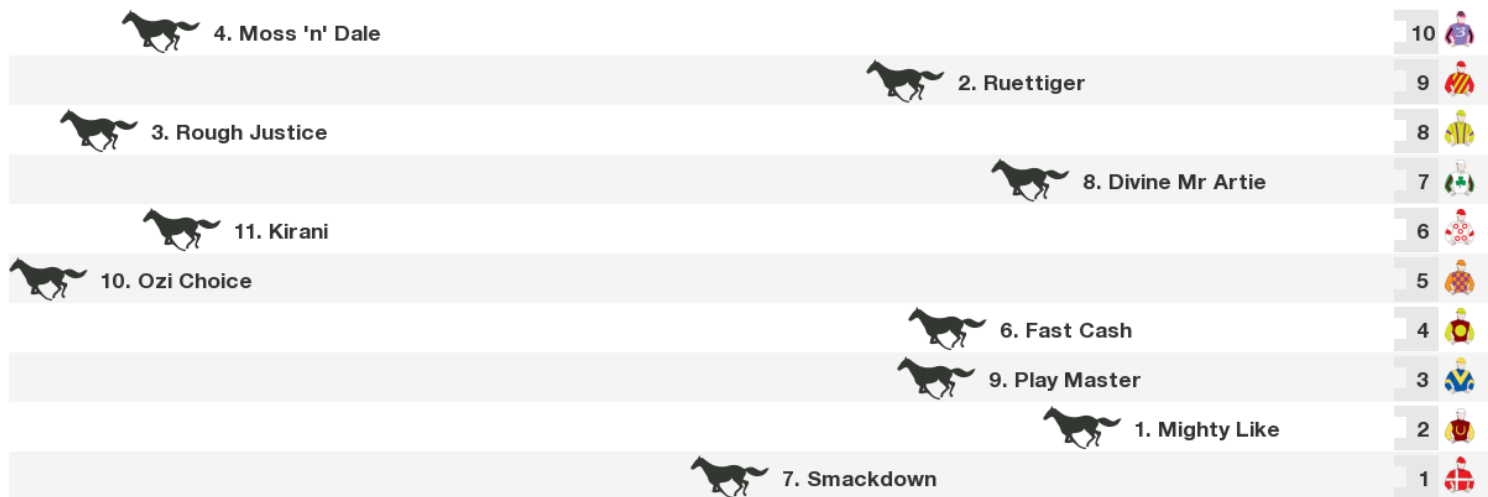 4. Moss 'n' Dale 10
2. Ruettiger 9
3. Rough Justice 8
8. Divine Mr Artie 7
11. Kirani 6
10. Ozi Choice 5
6. Fast Cash 4
9. Play Master 3
1. Mighty Like 2
7. Smackdown 1